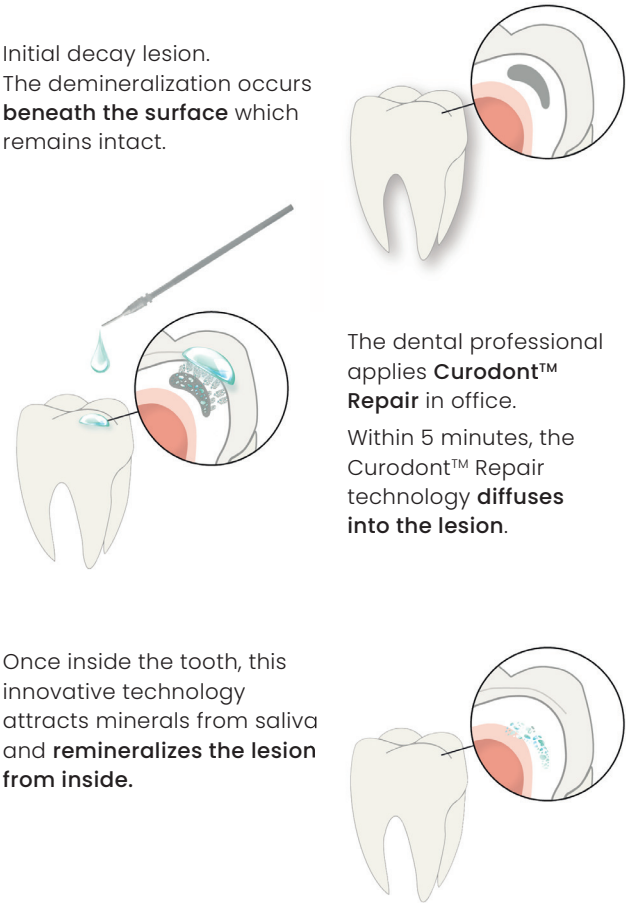 Initial decay lesion.
The demineralization occurs
beneath the surface which
remains intact.
The dental professional
applies Curodont™
Repair in office.
Within 5 minutes, the
Curodont™ Repair
technology diffuses
into the lesion.
Once inside the tooth, this
innovative technology
attracts minerals from saliva
and remineralizes the lesion
from inside.